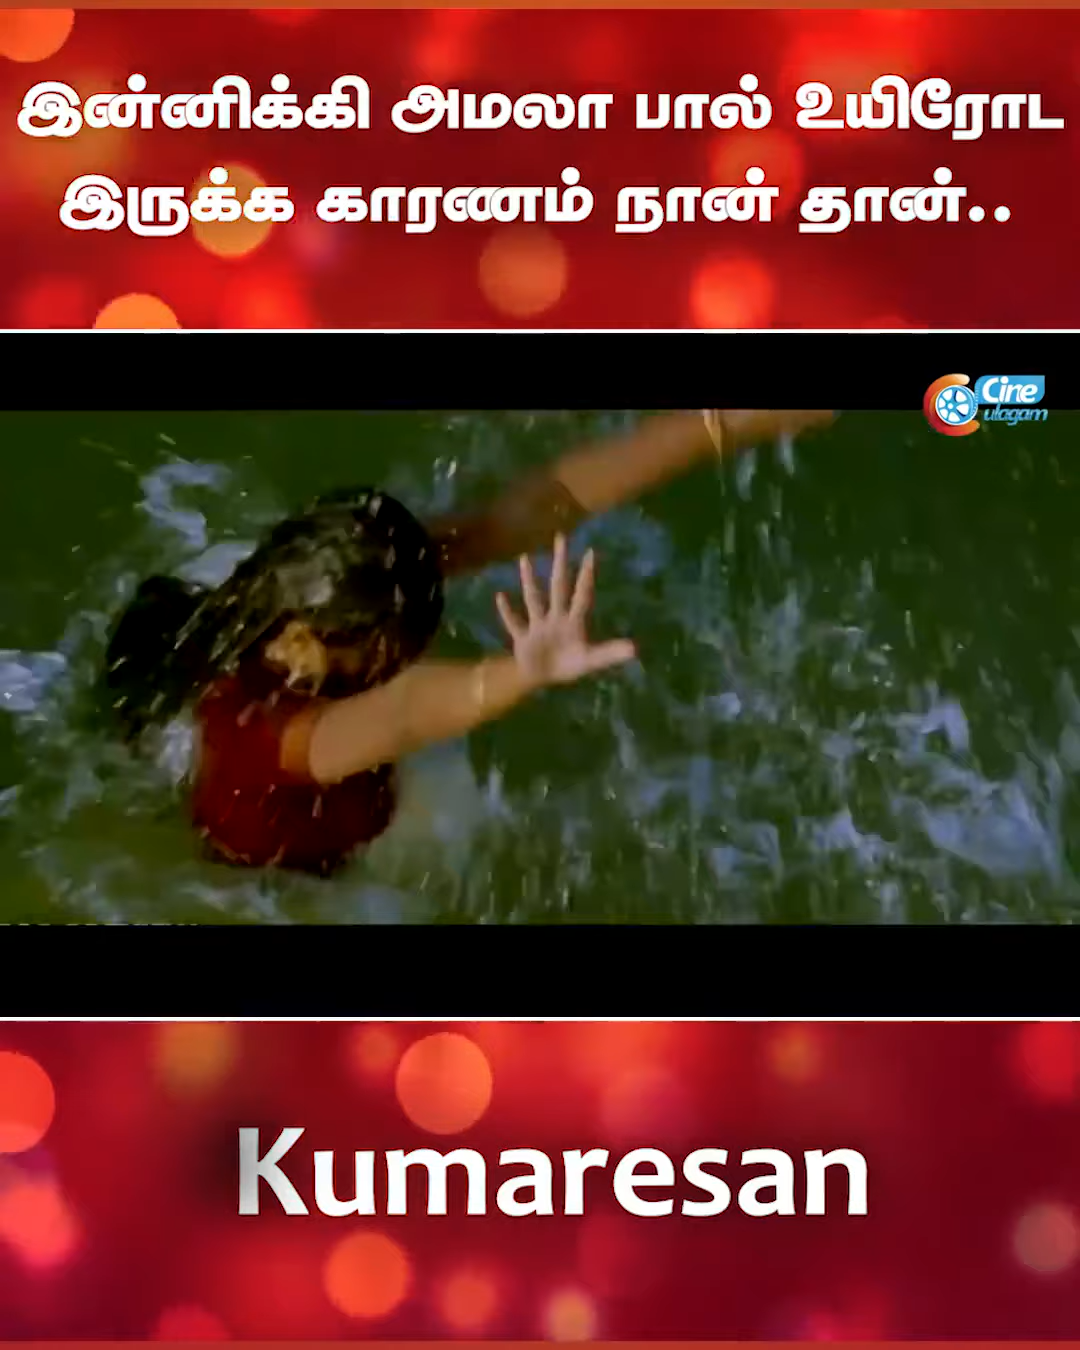 இன்னிக்கி அமலா பால் உயிரோட
இருக்க காரணம் நான் தான்..
Cine
ulagam
Kumaresan